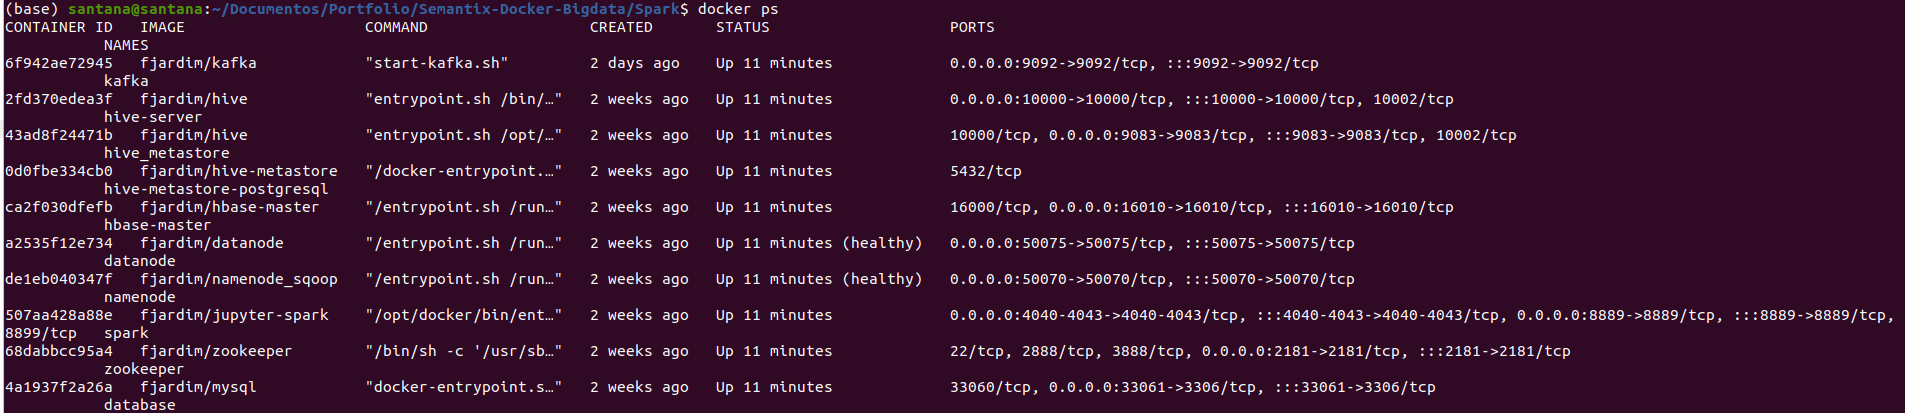 (base) santana@santana:~/Documentos/Portfolio/Semantix-Docker-Bigdata/Spark$ docker ps
CONTAINER ID   IMAGE                    COMMAND                  CREATED       STATUS                    PORTS
           NAMES
6f942ae72945   fjardim/kafka            "start-kafka.sh"         2 days ago    Up 11 minutes             0.0.0.0:9092->9092/tcp, :::9092->9092/tcp
           kafka
2fd370edea3f   fjardim/hive             "entrypoint.sh /bin/…"   2 weeks ago   Up 11 minutes             0.0.0.0:10000->10000/tcp, :::10000->10000/tcp, 10002/tcp
           hive-server
43ad8f24471b   fjardim/hive             "entrypoint.sh /opt/…"   2 weeks ago   Up 11 minutes             10000/tcp, 0.0.0.0:9083->9083/tcp, :::9083->9083/tcp, 10002/tcp
           hive_metastore
0d0fbe334cb0   fjardim/hive-metastore   "/docker-entrypoint.…"   2 weeks ago   Up 11 minutes             5432/tcp
           hive-metastore-postgresql
ca2f030dfefb   fjardim/hbase-master     "/entrypoint.sh /run…"   2 weeks ago   Up 11 minutes             16000/tcp, 0.0.0.0:16010->16010/tcp, :::16010->16010/tcp
           hbase-master
a2535f12e734   fjardim/datanode         "/entrypoint.sh /run…"   2 weeks ago   Up 11 minutes (healthy)   0.0.0.0:50075->50075/tcp, :::50075->50075/tcp
           datanode
de1eb040347f   fjardim/namenode_sqoop   "/entrypoint.sh /run…"   2 weeks ago   Up 11 minutes (healthy)   0.0.0.0:50070->50070/tcp, :::50070->50070/tcp
           namenode
507aa428a88e   fjardim/jupyter-spark    "/opt/docker/bin/ent…"   2 weeks ago   Up 11 minutes             0.0.0.0:4040-4043->4040-4043/tcp, :::4040-4043->4040-4043/tcp, 0.0.0.0:8889->8889/tcp, :::8889->8889/tcp,
8899/tcp   spark
68dabbcc95a4   fjardim/zookeeper        "/bin/sh -c '/usr/sb…"   2 weeks ago   Up 11 minutes             22/tcp, 2888/tcp, 3888/tcp, 0.0.0.0:2181->2181/tcp, :::2181->2181/tcp
           zookeeper
4a1937f2a26a   fjardim/mysql            "docker-entrypoint.s…"   2 weeks ago   Up 11 minutes             33060/tcp, 0.0.0.0:33061->3306/tcp, :::33061->3306/tcp
           database